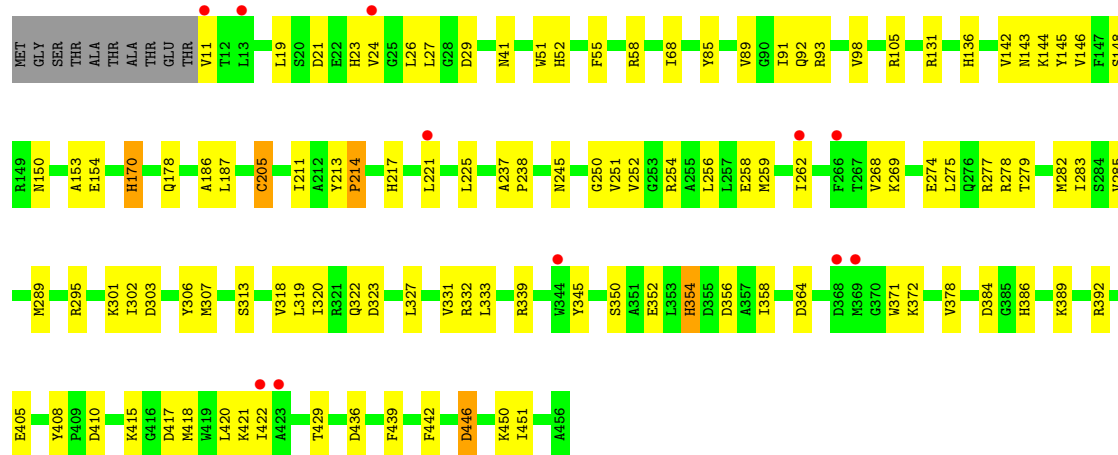 MET GLY SER THR ALA THR ALA THR GLU THR V11 T12 L13 L19 S20 D21 E22 H23 V24 G25 L26 L27 G28 D29 N41 W51 H52 F55 R58 I68 Y85 V89 G90 I91 Q92 R93 V98 R105 R131 H136 V142 N143 K144 Y145 V146 F147 S148
R149 N150 A153 E154 H170 Q178 A186 L187 C205 I211 A212 Y213 P214 H217 L221 L225 A237 P238 N245 G250 V251 V252 G253 R254 A255 L256 L257 E258 M259 I262 F266 T267 V268 K269 E274 L275 Q276 R277 R278 T279 M282 I283 S284 V285
M289 R295 K301 I302 D303 Y306 M307 S313 V318 L319 I320 R321 Q322 D323 L327 V331 R332 L333 R339 W344 Y345 S350 A351 E352 L353 H354 D355 D356 A357 I358 D364 D368 M369 G370 W371 K372 V378 D384 G385 H386 K389 R392
E405 Y408 P409 D410 K415 G416 D417 M418 W419 L420 K421 I422 A423 T429 D436 F439 F442 D446 K450 I451 A456